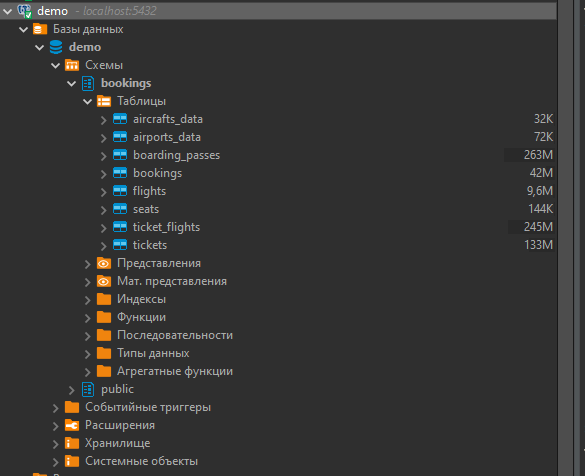 demo - localhost:5432
Базы данных
demo
Схемы
bookings
Таблицы
aircrafts_data 32K
airports_data 72K
boarding_passes 263M
bookings 42M
flights 9,6M
seats 144K
ticket_flights 245M
tickets 133M
Представления
Мат. представления
Индексы
Функции
Последовательности
Типы данных
Агрегатные функции
public
Событийные триггеры
Расширения
Хранилище
Системные объекты